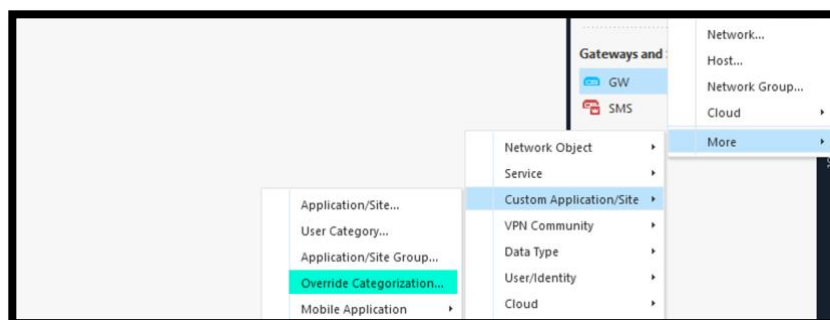 Network...
Gateways and
Host...
GW
Network Group...
SMS
Cloud
More
Network Object
Service
Custom Application/Site
VPN Community
Data Type
User/Identity
Cloud
Application/Site...
User Category...
Application/Site Group...
Override Categorization...
Mobile Application